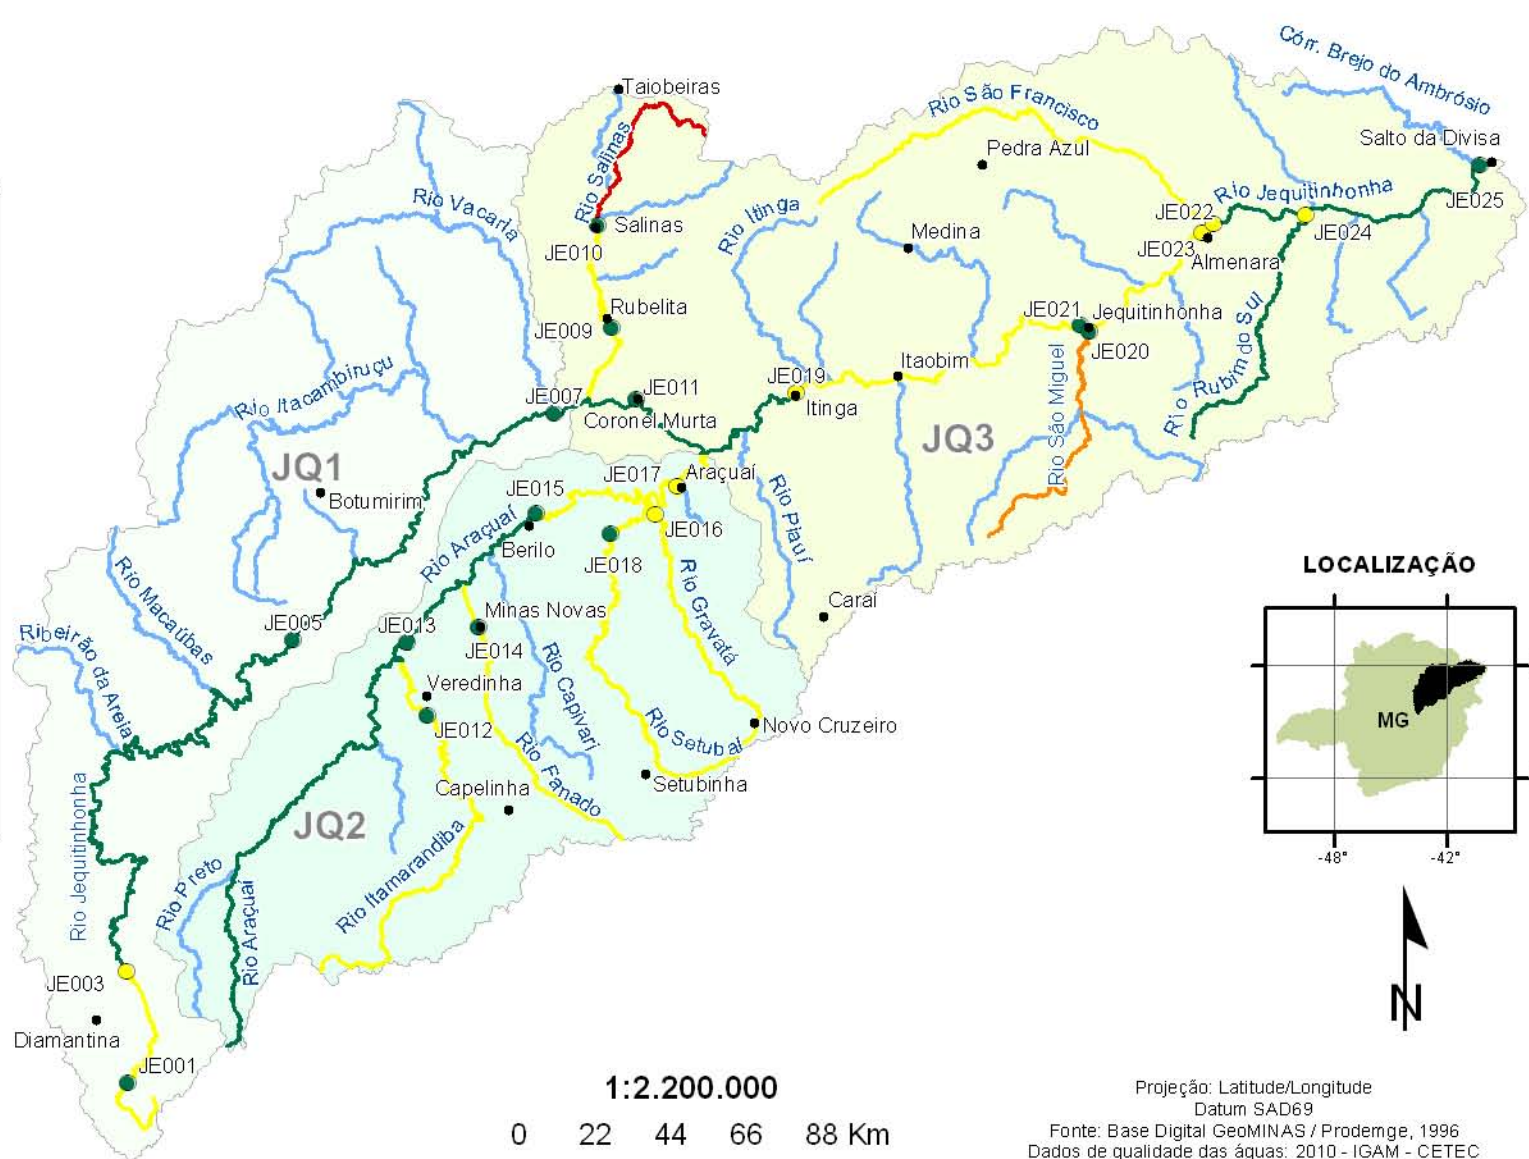 Córr. Brejo do Ambrósio
Taiobeiras
Rio São Francisco
Salto da Divisa
Pedra Azul
Rio Salinas
Rio Jequitinhonha
JE025
Rio Vacaria
Rio Itinga
JE022
Salinas
JE024
Medina
JE023
JE010
Almenara
Rubelita
JE021
Jequitinhonha
JE009
JE020
Rio Rubim do Sul
Itaobim
Rio São Miguel
Rio Itacambiruçu
JE019
JE007
JE011
Itinga
Coronel Murta
JQ3
JQ1
JE017
Araçuaí
Botumirim
JE015
Rio Piauí
JE016
Rio Araçuaí
Berilo
JE018
Rio Macaúbas
Rio Gravatá
LOCALIZAÇÃO
Caraí
Minas Novas
JE005
JE013
Ribeirão da Areia
JE014
Rio Capivari
Veredinha
MG
JE012
Rio Setubal
Novo Cruzeiro
Rio Fanado
Setubinha
Capelinha
JQ2
Rio Jequitinhonha
-48°
-42°
Rio Itamarandiba
Rio Preto
Rio Araçuaí
JE003
N
Diamantina
JE001
1:2.200.000
0 22 44 66 88 Km
Projeção: Latitude/Longitude
Datum SAD69
Fonte: Base Digital GeoMINAS / Prodemge, 1996
Dados de qualidade das águas: 2010 - IGAM - CETEC